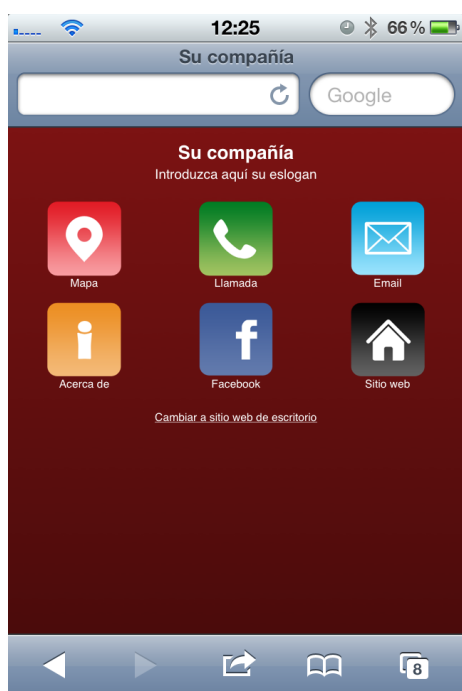 12:25 66%
Su compañía
Google
Su compañía
Introduzca aquí su eslogan
Mapa Llamada Email
Acerca de Facebook Sitio web
Cambiar a sitio web de escritorio
8